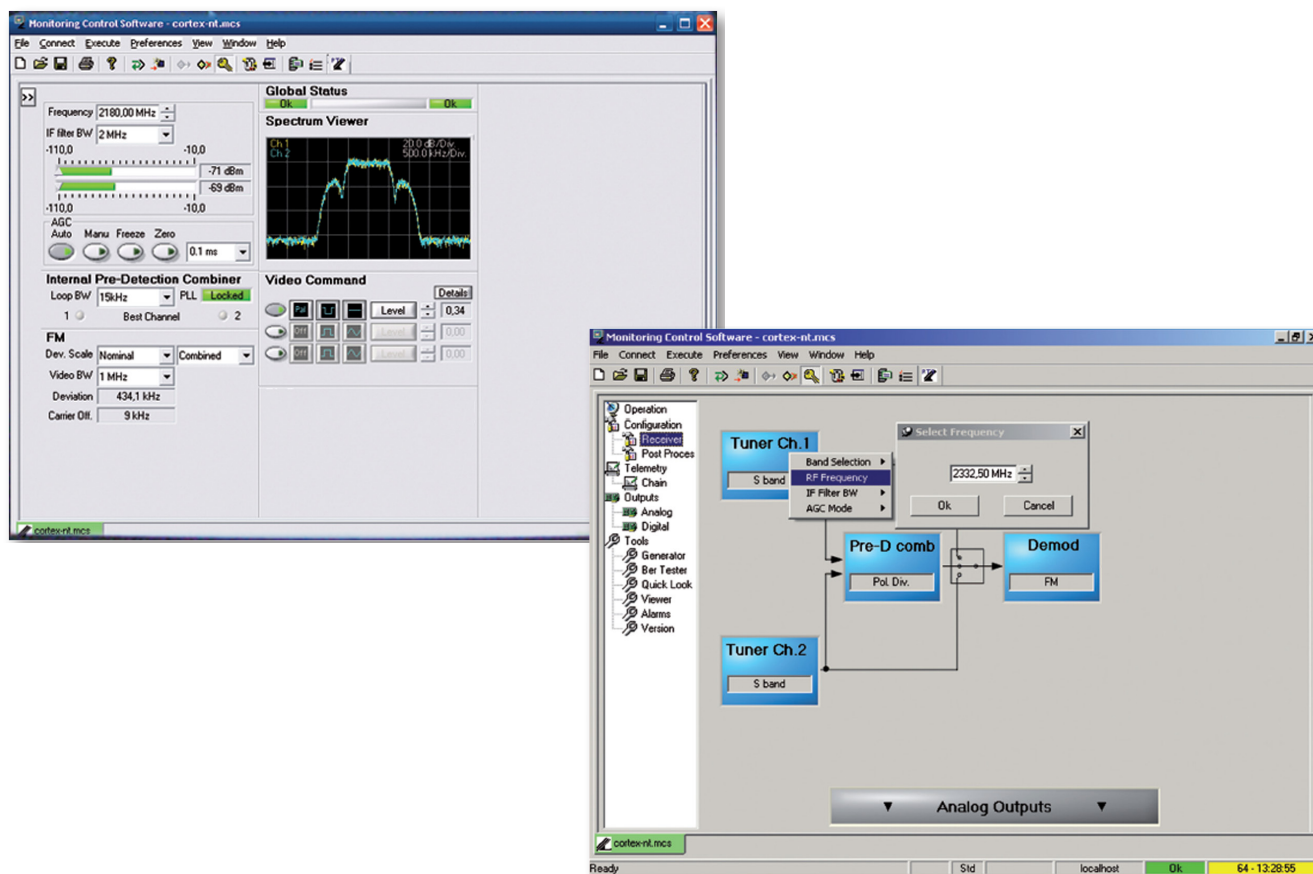 Monitoring Control Software - cortex-nt.mcs
File Connect Execute Preferences View Window Help
Frequency 2180,00 MHz
IF filter BW 2 MHz
-110,0 -10,0
-71 dBm
-69 dBm
-110,0 -10,0
AGC
Auto Manu Freeze Zero
0.1 ms
Internal Pre-Detection Combiner
Loop BW 15kHz PLL Locked
1 Best Channel 2
FM
Dev. Scale Nominal Combined
Video BW 1 MHz
Deviation 434,1 kHz
Carrier Off. 9 kHz
Global Status
Ok Ok
Spectrum Viewer
Ch 1 20.0 dB/Div.
Ch 2 500.0 kHz/Div.
Video Command
Details
Pal Level 0,34
Off Level 0,00
Off Level 0,00
cortex-nt.mcs
Monitoring Control Software - cortex-nt.mcs
File Connect Execute Preferences View Window Help
Operation
Configuration
Receiver
Post Proces
Telemetry
Chain
Outputs
Analog
Digital
Tools
Generator
Ber Tester
Quick Look
Viewer
Alarms
Version
Tuner Ch.1
S band
Band Selection
RF Frequency
IF Filter BW
AGC Mode
Select Frequency
2332,50 MHz
Ok Cancel
Pre-D comb
Pol. Div.
Demod
FM
Tuner Ch.2
S band
Analog Outputs
cortex-nt.mcs
Ready Std localhost Ok 64 - 13:28:55